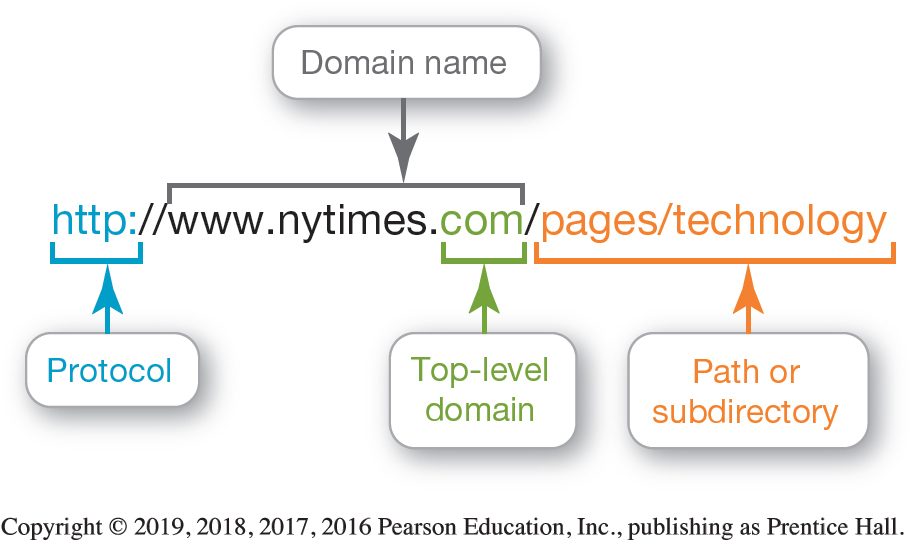 Domain name
http://www.nytimes.com/pages/technology
Protocol
Top-level
domain
Path or
subdirectory
Copyright © 2019, 2018, 2017, 2016 Pearson Education, Inc., publishing as Prentice Hall.